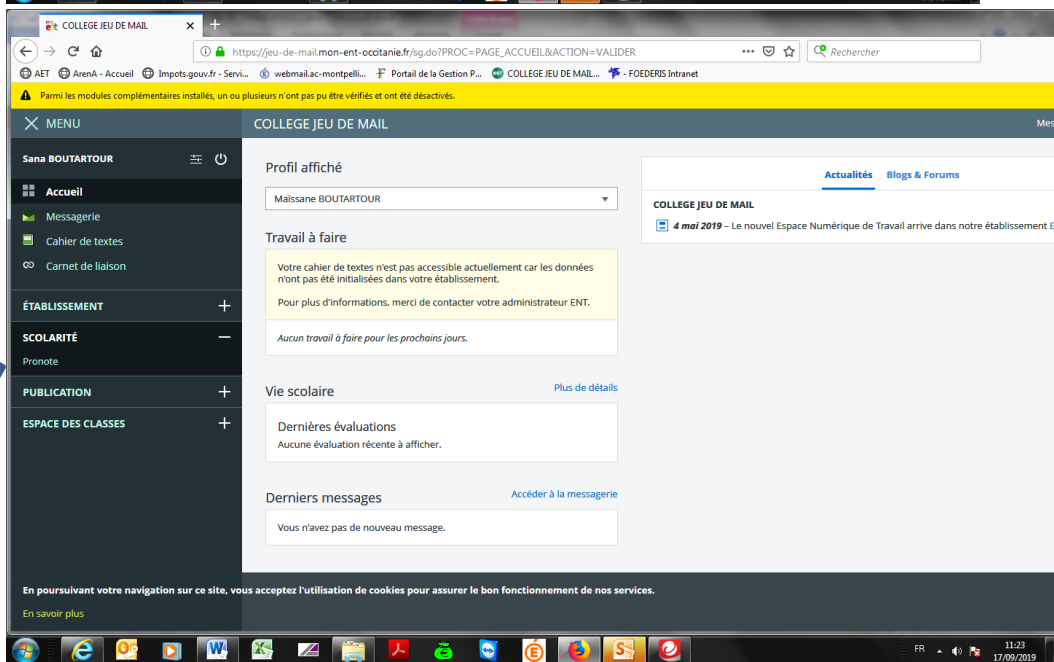 COLLEGE JEU DE MAIL
https://jeu-de-mail.mon-ent-occitanie.fr/sg.do?PROC=PAGE_ACCUEIL&ACTION=VALIDER
Rechercher
AET ArenA - Accueil Impots.gouv.fr - Servi... webmail.ac-montpelli... Portail de la Gestion P... COLLEGE JEU DE MAIL... - FOEDERIS Intranet
Parmi les modules complémentaires installés, un ou plusieurs n'ont pas pu être vérifiés et ont été désactivés.
MENU
COLLEGE JEU DE MAIL
Mes
Sana BOUTARTOUR
Accueil
Messagerie
Cahier de textes
Carnet de liaison
ÉTABLISSEMENT
SCOLARITÉ
Pronote
PUBLICATION
ESPACE DES CLASSES
Profil affiché
Maïssane BOUTARTOUR
Travail à faire
Votre cahier de textes n'est pas accessible actuellement car les données
n'ont pas été initialisées dans votre établissement.
Pour plus d'informations, merci de contacter votre administrateur ENT.
Aucun travail à faire pour les prochains jours.
Vie scolaire
Plus de détails
Dernières évaluations
Aucune évaluation récente à afficher.
Derniers messages
Accéder à la messagerie
Vous n'avez pas de nouveau message.
Actualités Blogs & Forums
COLLEGE JEU DE MAIL
4 mai 2019 – Le nouvel Espace Numérique de Travail arrive dans notre établissement E
En poursuivant votre navigation sur ce site, vous acceptez l'utilisation de cookies pour assurer le bon fonctionnement de nos services.
En savoir plus
FR
11:23
17/09/2019